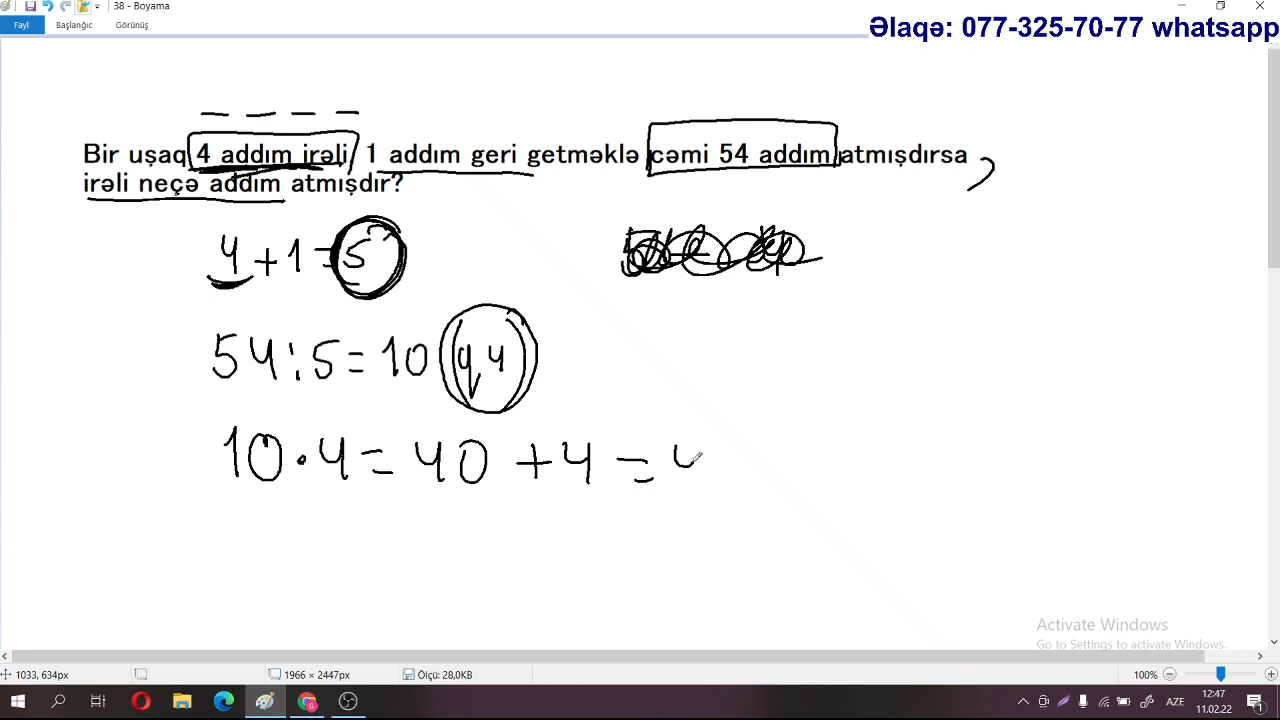 38 - Boyama
Fayl Başlanğıc Görünüş
Əlaqə: 077-325-70-77 whatsapp
Bir uşaq 4 addım irəli, 1 addım geri getməklə cəmi 54 addım atmışdırsa
irəli neçə addım atmışdır?
4+1=5
54:5=10 (q4)
10·4=40+4=4
Activate Windows
Go to Settings to activate Windows.
1033, 634px 1966 × 2447px Ölçü: 28,0KB 100%
AZE 12:47
11.02.22
1